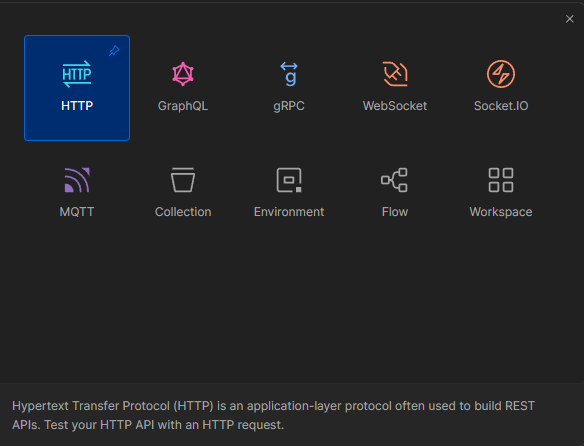 HTTP
HTTP GraphQL gRPC WebSocket Socket.IO
MQTT Collection Environment Flow Workspace
Hypertext Transfer Protocol (HTTP) is an application-layer protocol often used to build REST
APIs. Test your HTTP API with an HTTP request.